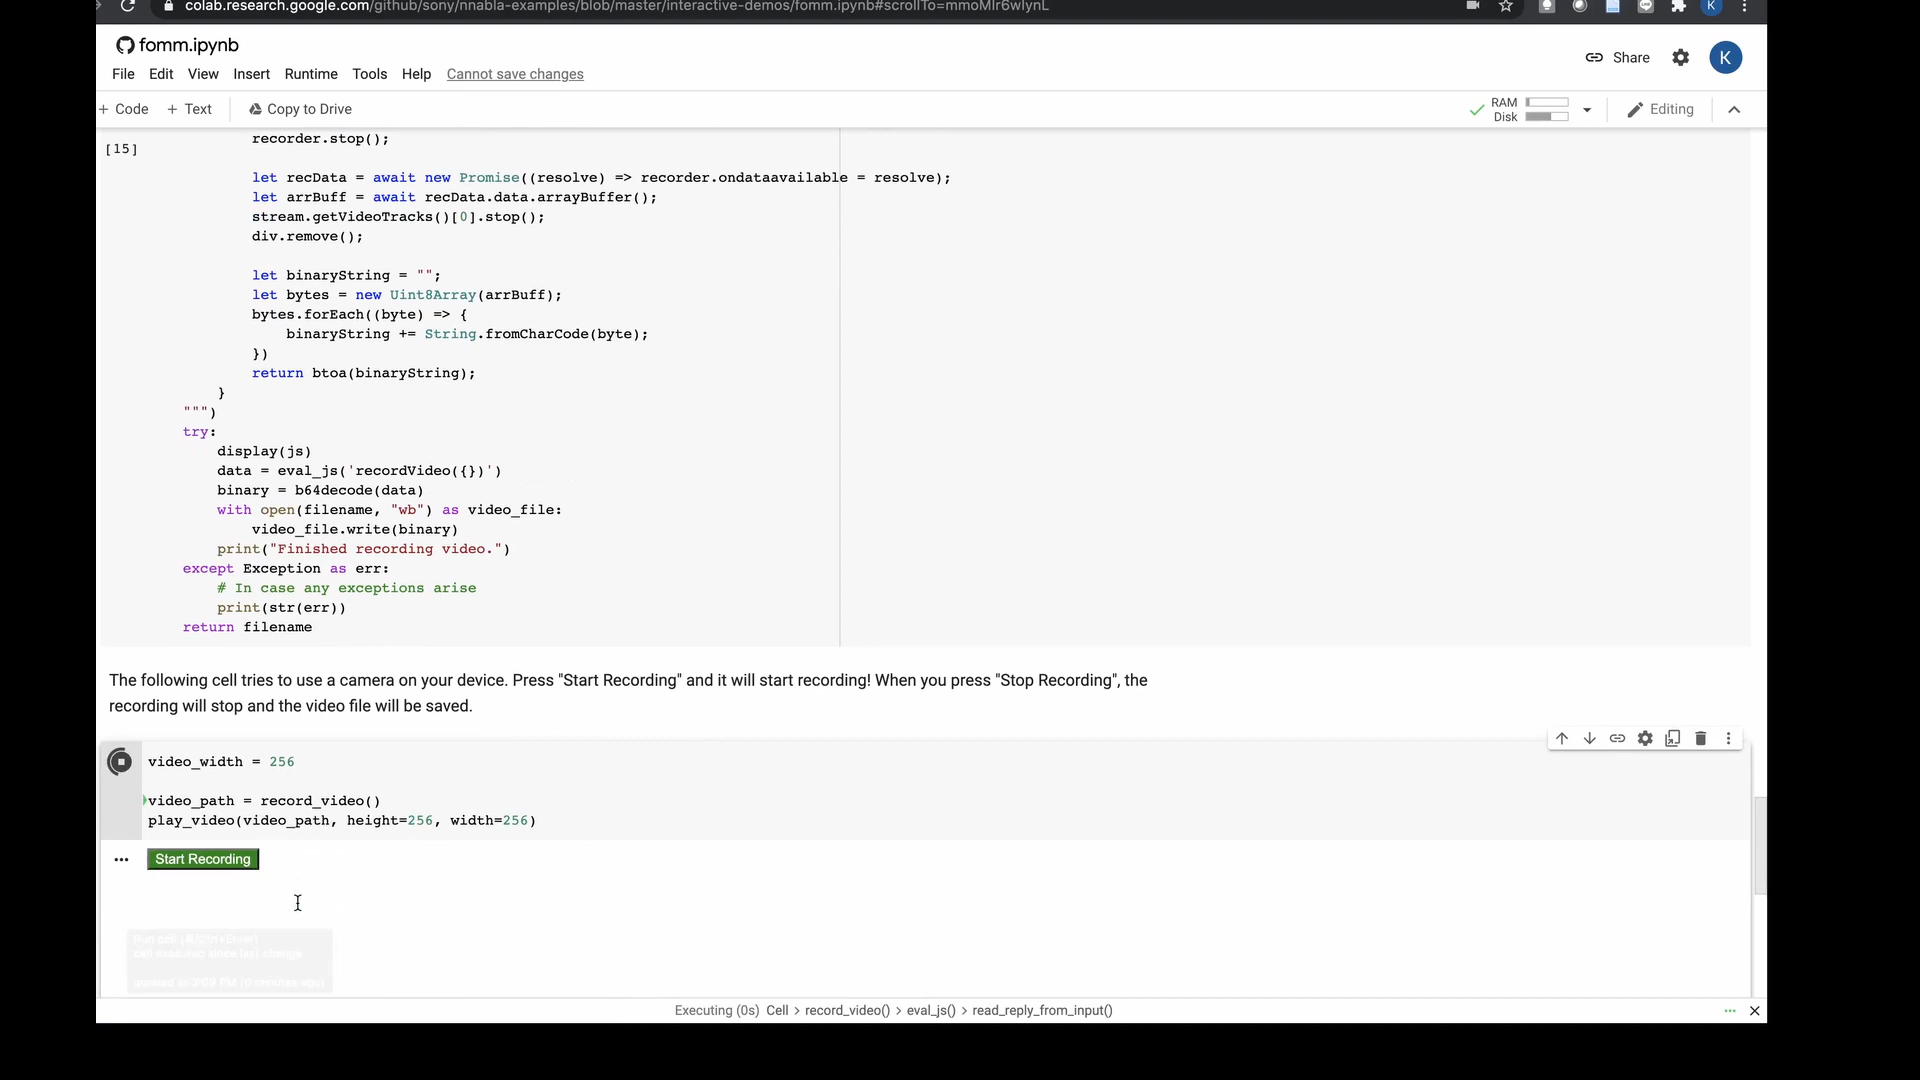 colab.research.google.com/github/sony/nnabla-examples/blob/master/interactive-demos/fomm.ipynb#scrollTo=mmoMIr6wIynL
K
fomm.ipynb
Share
K
File Edit View Insert Runtime Tools Help Cannot save changes
+ Code + Text Copy to Drive
RAM
Disk
Editing
[15]
recorder.stop();
let recData = await new Promise((resolve) => recorder.ondataavailable = resolve);
let arrBuff = await recData.data.arrayBuffer();
stream.getVideoTracks()[0].stop();
div.remove();
let binaryString = "";
let bytes = new Uint8Array(arrBuff);
bytes.forEach((byte) => {
binaryString += String.fromCharCode(byte);
})
return btoa(binaryString);
}
""")
try:
display(js)
data = eval_js('recordVideo({})')
binary = b64decode(data)
with open(filename, "wb") as video_file:
video_file.write(binary)
print("Finished recording video.")
except Exception as err:
# In case any exceptions arise
print(str(err))
return filename
The following cell tries to use a camera on your device. Press "Start Recording" and it will start recording! When you press "Stop Recording", the
recording will stop and the video file will be saved.
video_width = 256
video_path = record_video()
play_video(video_path, height=256, width=256)
Start Recording
Executing (0s) Cell > record_video() > eval_js() > read_reply_from_input()